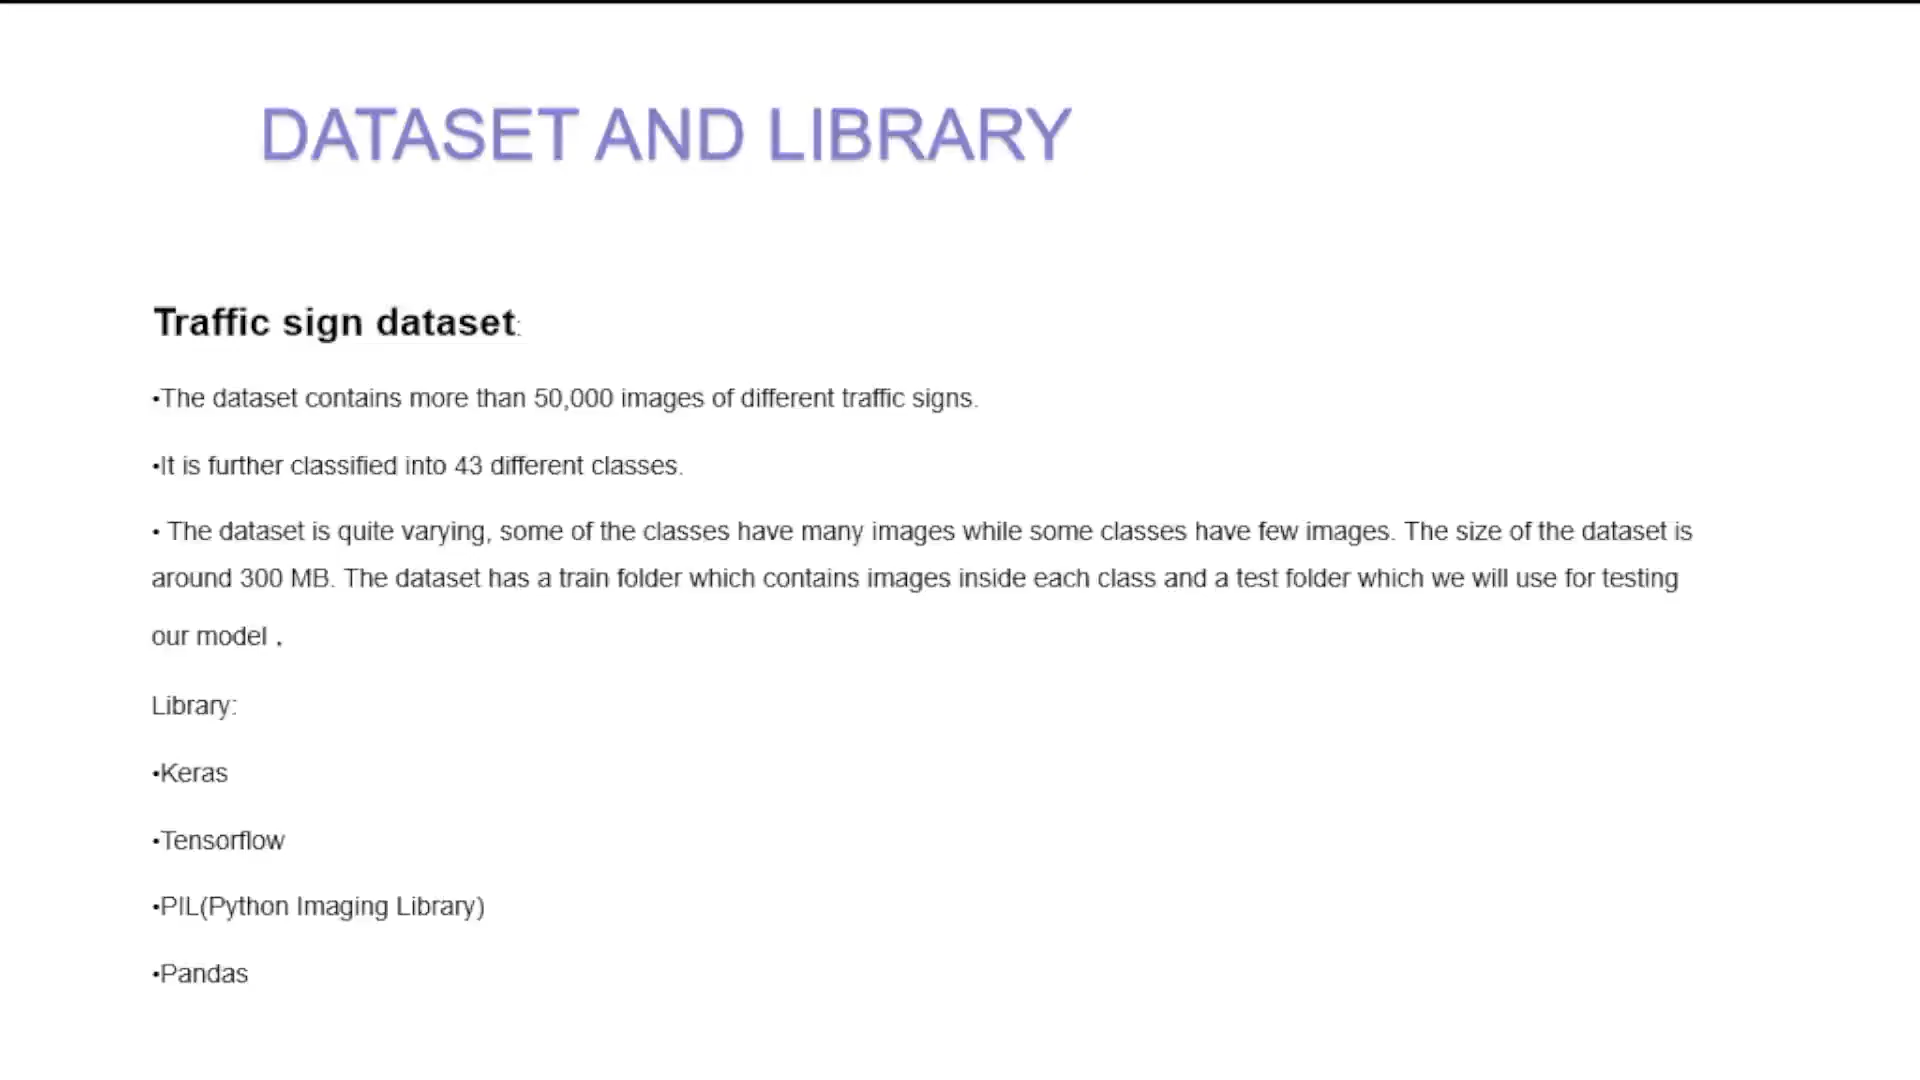 DATASET AND LIBRARY
Traffic sign dataset:
•The dataset contains more than 50,000 images of different traffic signs.
•It is further classified into 43 different classes.
• The dataset is quite varying, some of the classes have many images while some classes have few images. The size of the dataset is
around 300 MB. The dataset has a train folder which contains images inside each class and a test folder which we will use for testing
our model .
Library:
•Keras
•Tensorflow
•PIL(Python Imaging Library)
•Pandas